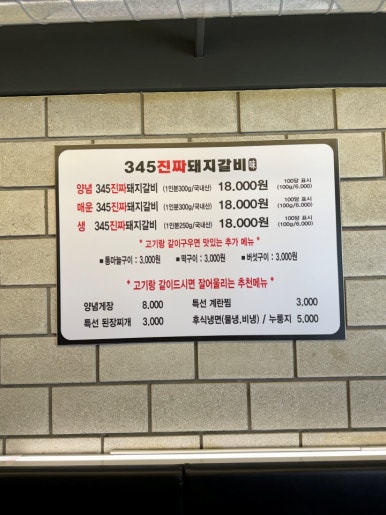 345진짜돼지갈비
양념 345진짜돼지갈비 (1인분300g/국내산) 18.000원 100당 표시 (100g/6.000)
매운 345진짜돼지갈비 (1인분300g/국내산) 18.000원 100당 표시 (100g/6.000)
생 345진짜돼지갈비 (1인분250g/국내산) 18.000원 100당 표시 (100g/6.000)
* 고기랑 같이구우면 맛있는 추가 메뉴 *
■ 통마늘구이 : 3,000원 ■ 떡구이 : 3,000원 ■ 버섯구이 : 3,000원
* 고기랑 같이드시면 잘어울리는 추천메뉴 *
양념게장 8,000 특선 계란찜 3,000
특선 된장찌개 3,000 후식냉면(물냉,비냉) / 누룽지 5,000